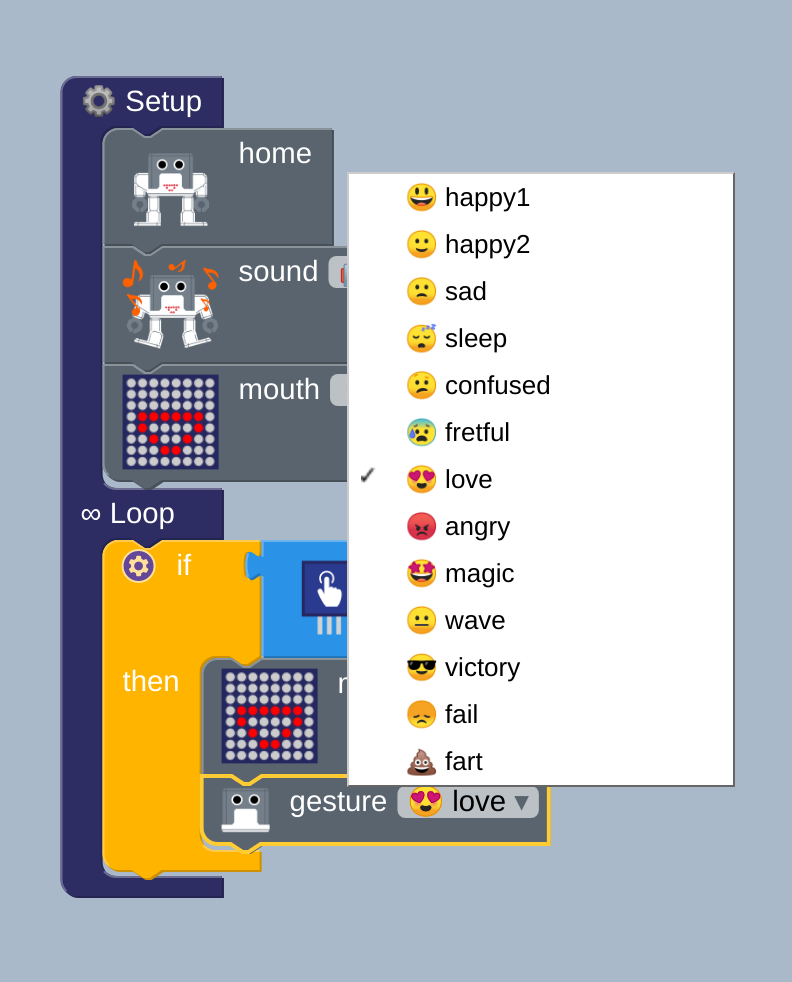 Setup
home
sound
mouth
∞ Loop
if
then
gesture 😍 love ▾
😃 happy1
🙂 happy2
🙁 sad
😴 sleep
😕 confused
😰 fretful
✓ 😍 love
😡 angry
🤩 magic
😐 wave
😎 victory
😞 fail
💩 fart